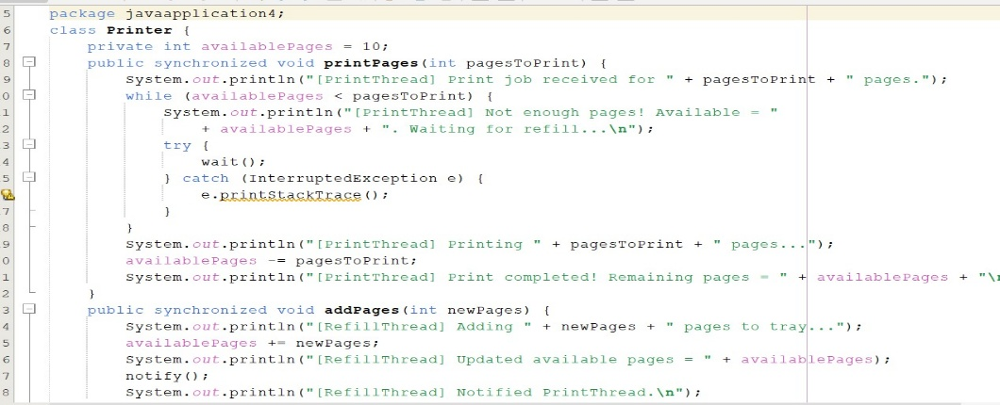 5 package javaapplication4;
6 class Printer {
7 private int availablePages = 10;
8 public synchronized void printPages(int pagesToPrint) {
9 System.out.println("[PrintThread] Print job received for " + pagesToPrint + " pages.");
0 while (availablePages < pagesToPrint) {
1 System.out.println("[PrintThread] Not enough pages! Available = "
2 + availablePages + ". Waiting for refill...\n");
3 try {
4 wait();
5 } catch (InterruptedException e) {
e.printStackTrace();
7 }
8 }
9 System.out.println("[PrintThread] Printing " + pagesToPrint + " pages...");
0 availablePages -= pagesToPrint;
1 System.out.println("[PrintThread] Print completed! Remaining pages = " + availablePages + "\
2 }
3 public synchronized void addPages(int newPages) {
4 System.out.println("[RefillThread] Adding " + newPages + " pages to tray...");
5 availablePages += newPages;
6 System.out.println("[RefillThread] Updated available pages = " + availablePages);
7 notify();
8 System.out.println("[RefillThread] Notified PrintThread.\n");